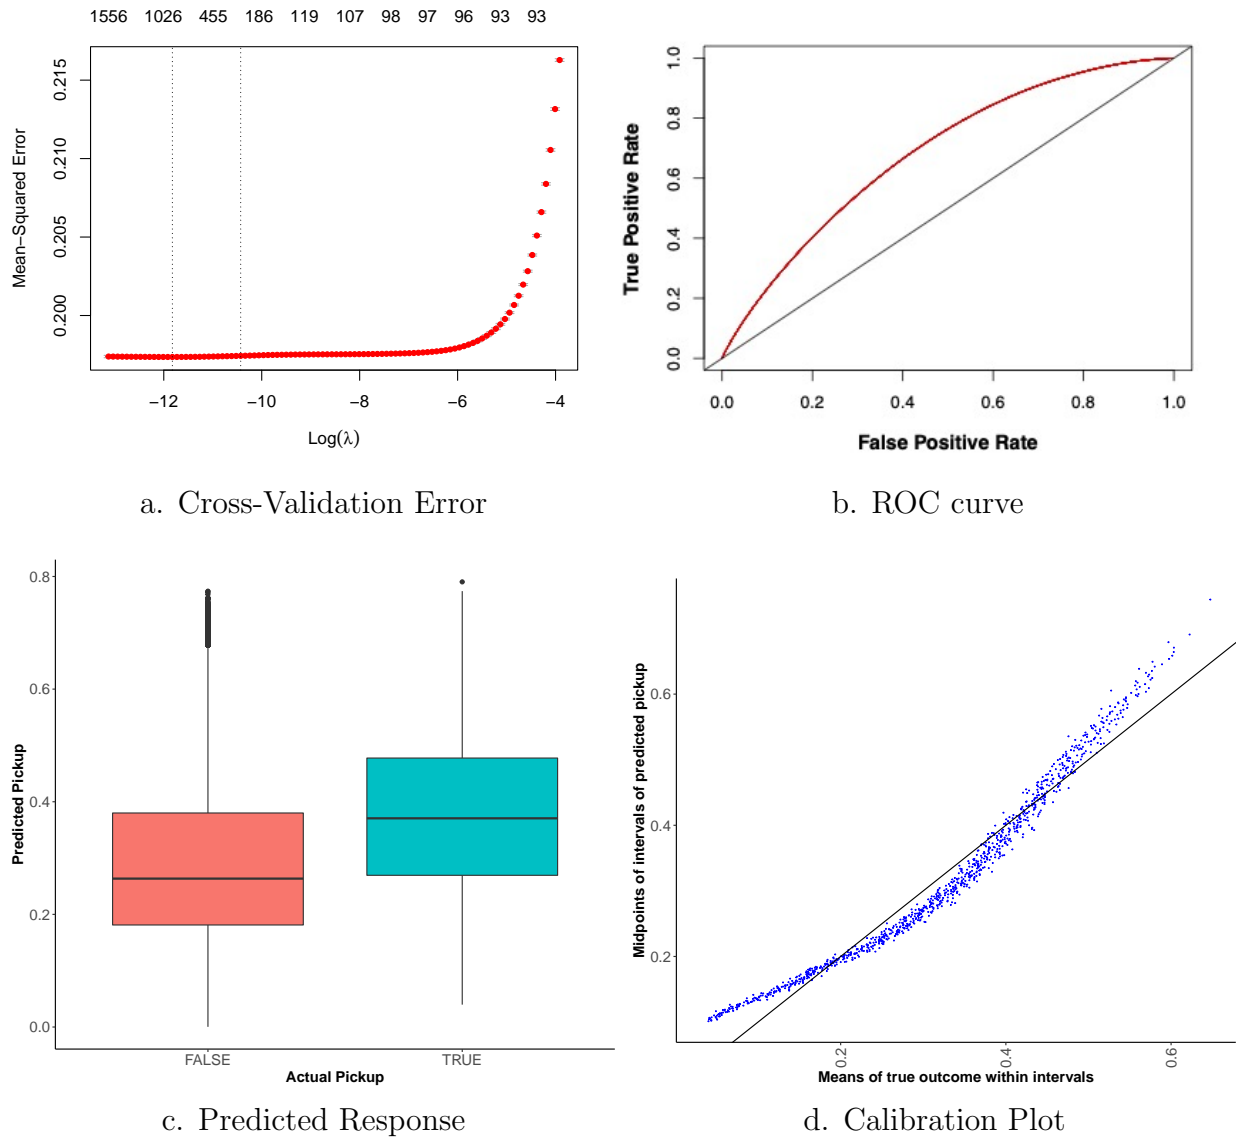 1556 1026 455 186 119 107 98 97 96 93 93
0.215
0.210
0.205
0.200
Mean−Squared Error
−12 −10 −8 −6 −4
Log(λ)
a. Cross-Validation Error
1.0
0.8
0.6
0.4
0.2
0.0
True Positive Rate
0.0 0.2 0.4 0.6 0.8 1.0
False Positive Rate
b. ROC curve
0.8
0.6
0.4
0.2
0.0
Predicted Pickup
FALSE TRUE
Actual Pickup
c. Predicted Response
0.6
0.4
0.2
Midpoints of intervals of predicted pickup
0.2 0.4 0.6
Means of true outcome within intervals
d. Calibration Plot